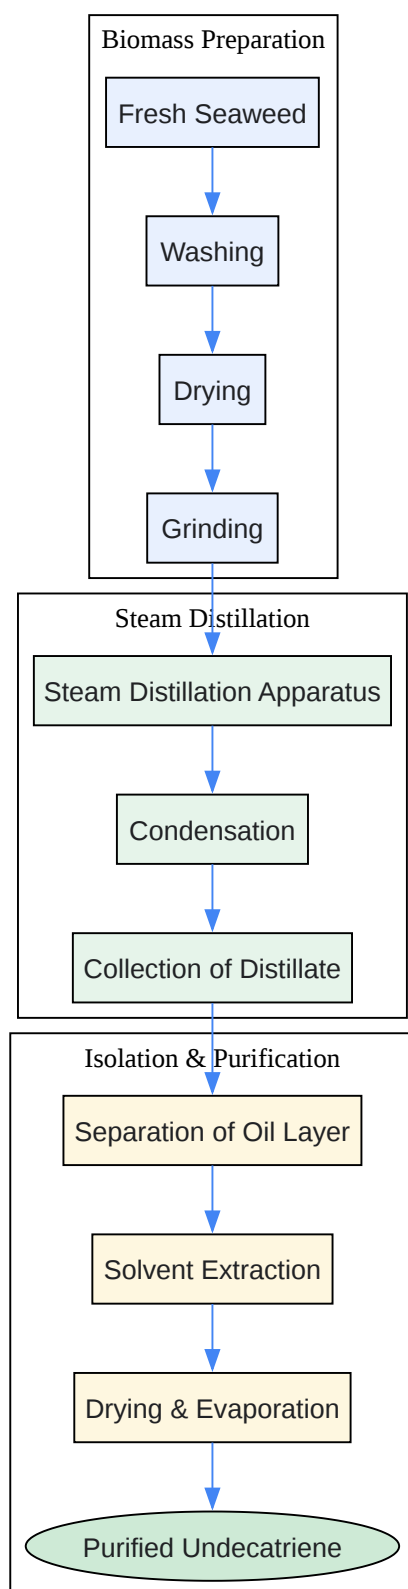 Biomass Preparation
Fresh Seaweed
Washing
Drying
Grinding
Steam Distillation
Steam Distillation Apparatus
Condensation
Collection of Distillate
Isolation & Purification
Separation of Oil Layer
Solvent Extraction
Drying & Evaporation
Purified Undecatriene